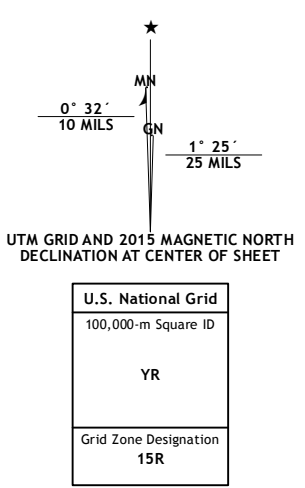 ★
MN
0° 32´
10 MILS
GN
1° 25´
25 MILS
UTM GRID AND 2015 MAGNETIC NORTH
DECLINATION AT CENTER OF SHEET
U.S. National Grid
100,000-m Square ID
YR
Grid Zone Designation
15R